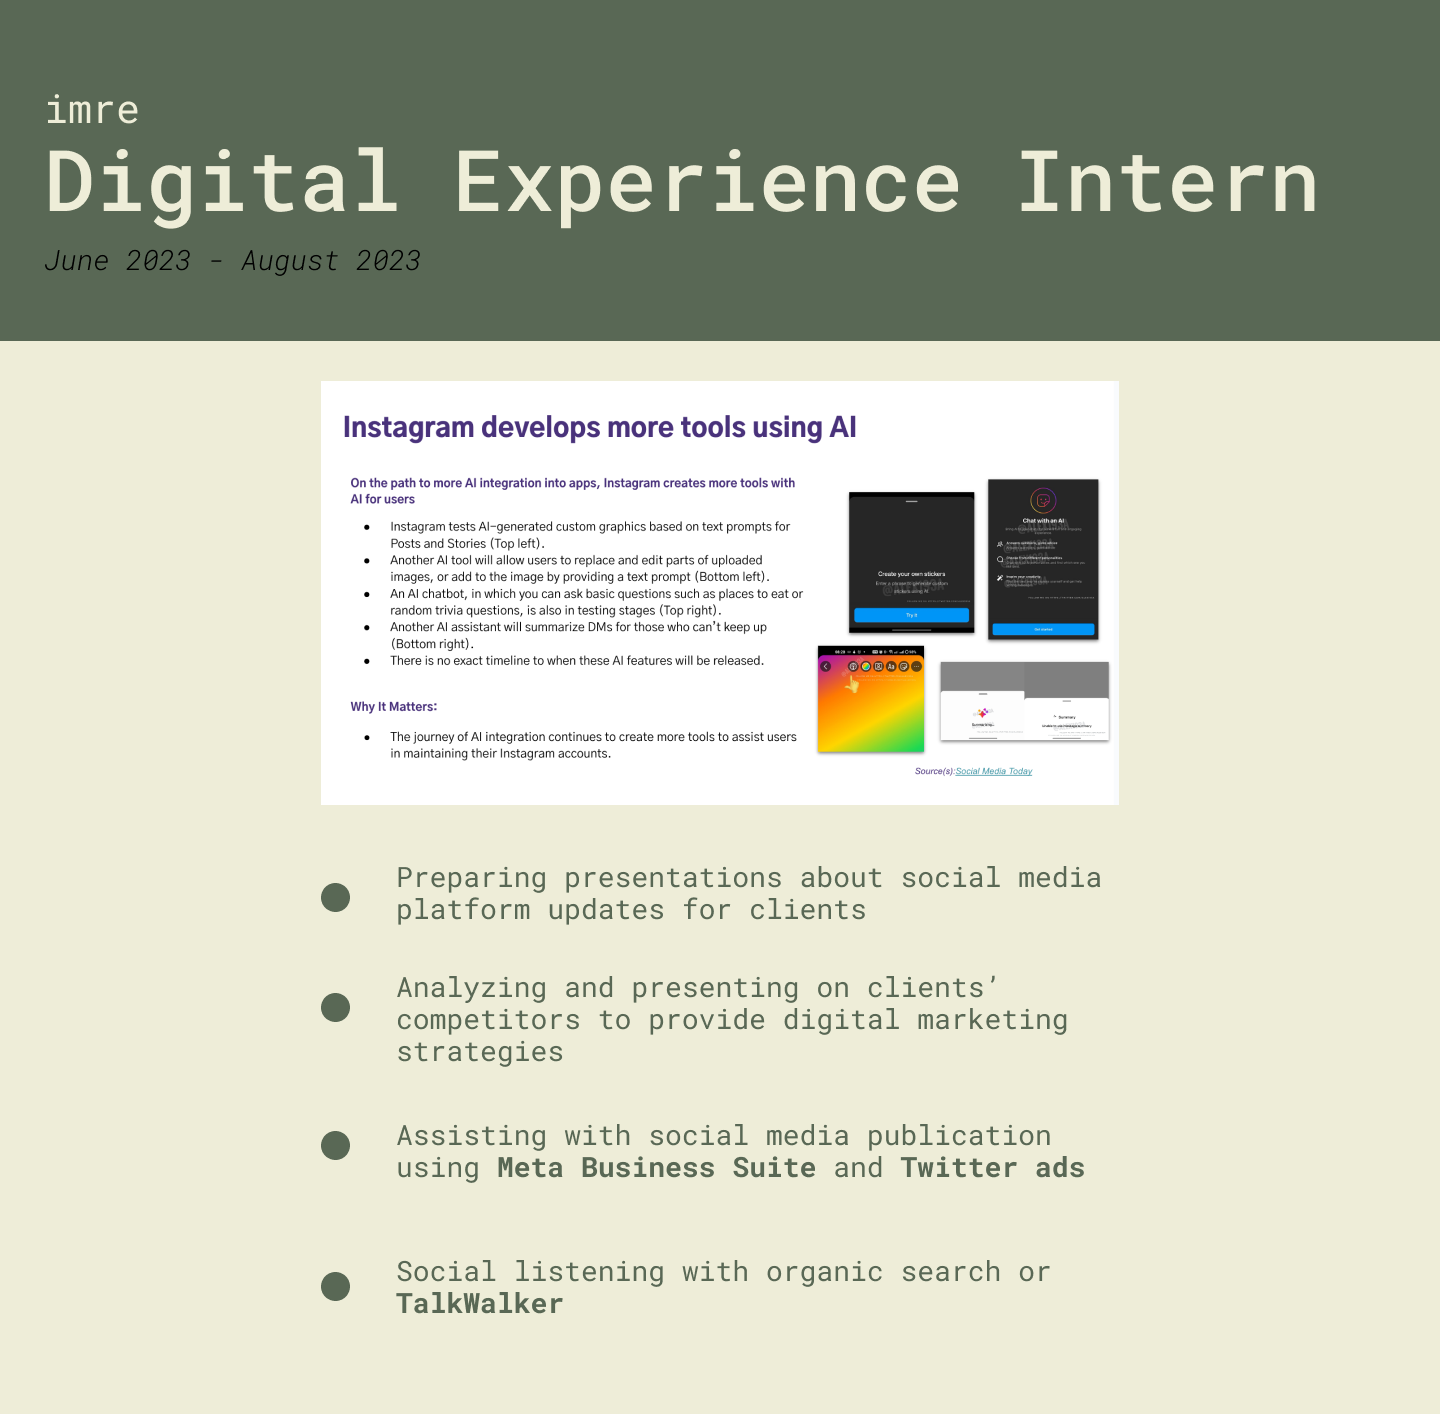 imre
Digital Experience Intern
June 2023 - August 2023
Instagram develops more tools using AI
On the path to more AI integration into apps, Instagram creates more tools with
AI for users
● Instagram tests AI-generated custom graphics based on text prompts for
Posts and Stories (Top left).
● Another AI tool will allow users to replace and edit parts of uploaded
images, or add to the image by providing a text prompt (Bottom left).
● An AI chatbot, in which you can ask basic questions such as places to eat or
random trivia questions, is also in testing stages (Top right).
● Another AI assistant will summarize DMs for those who can't keep up
(Bottom right).
● There is no exact timeline to when these AI features will be released.
Why It Matters:
● The journey of AI integration continues to create more tools to assist users
in maintaining their Instagram accounts.
Create your own stickers
Try it
Chat with an AI
Get started
Aa
Summary
Source(s):Social Media Today
Preparing presentations about social media
platform updates for clients
Analyzing and presenting on clients’
competitors to provide digital marketing
strategies
Assisting with social media publication
using Meta Business Suite and Twitter ads
Social listening with organic search or
TalkWalker